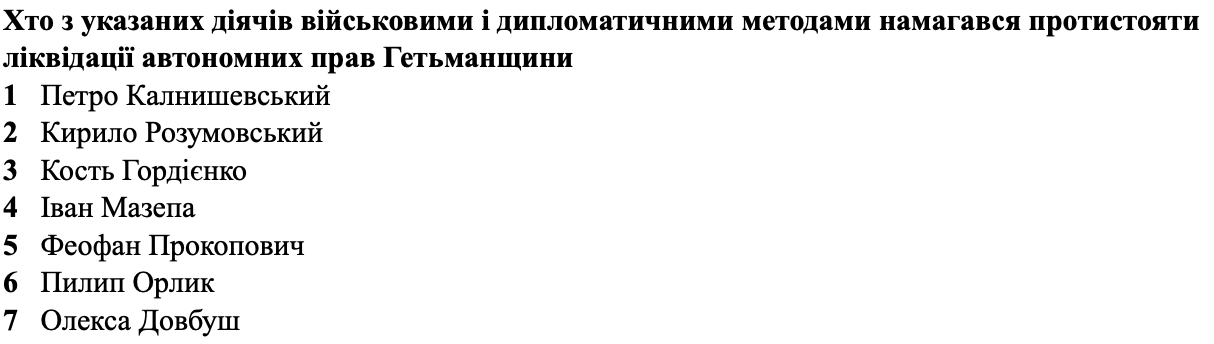 Хто з указаних діячів військовими і дипломатичними методами намагався протистояти
ліквідації автономних прав Гетьманщини
1 Петро Калнишевський
2 Кирило Розумовський
3 Кость Гордієнко
4 Іван Мазепа
5 Феофан Прокопович
6 Пилип Орлик
7 Олекса Довбуш